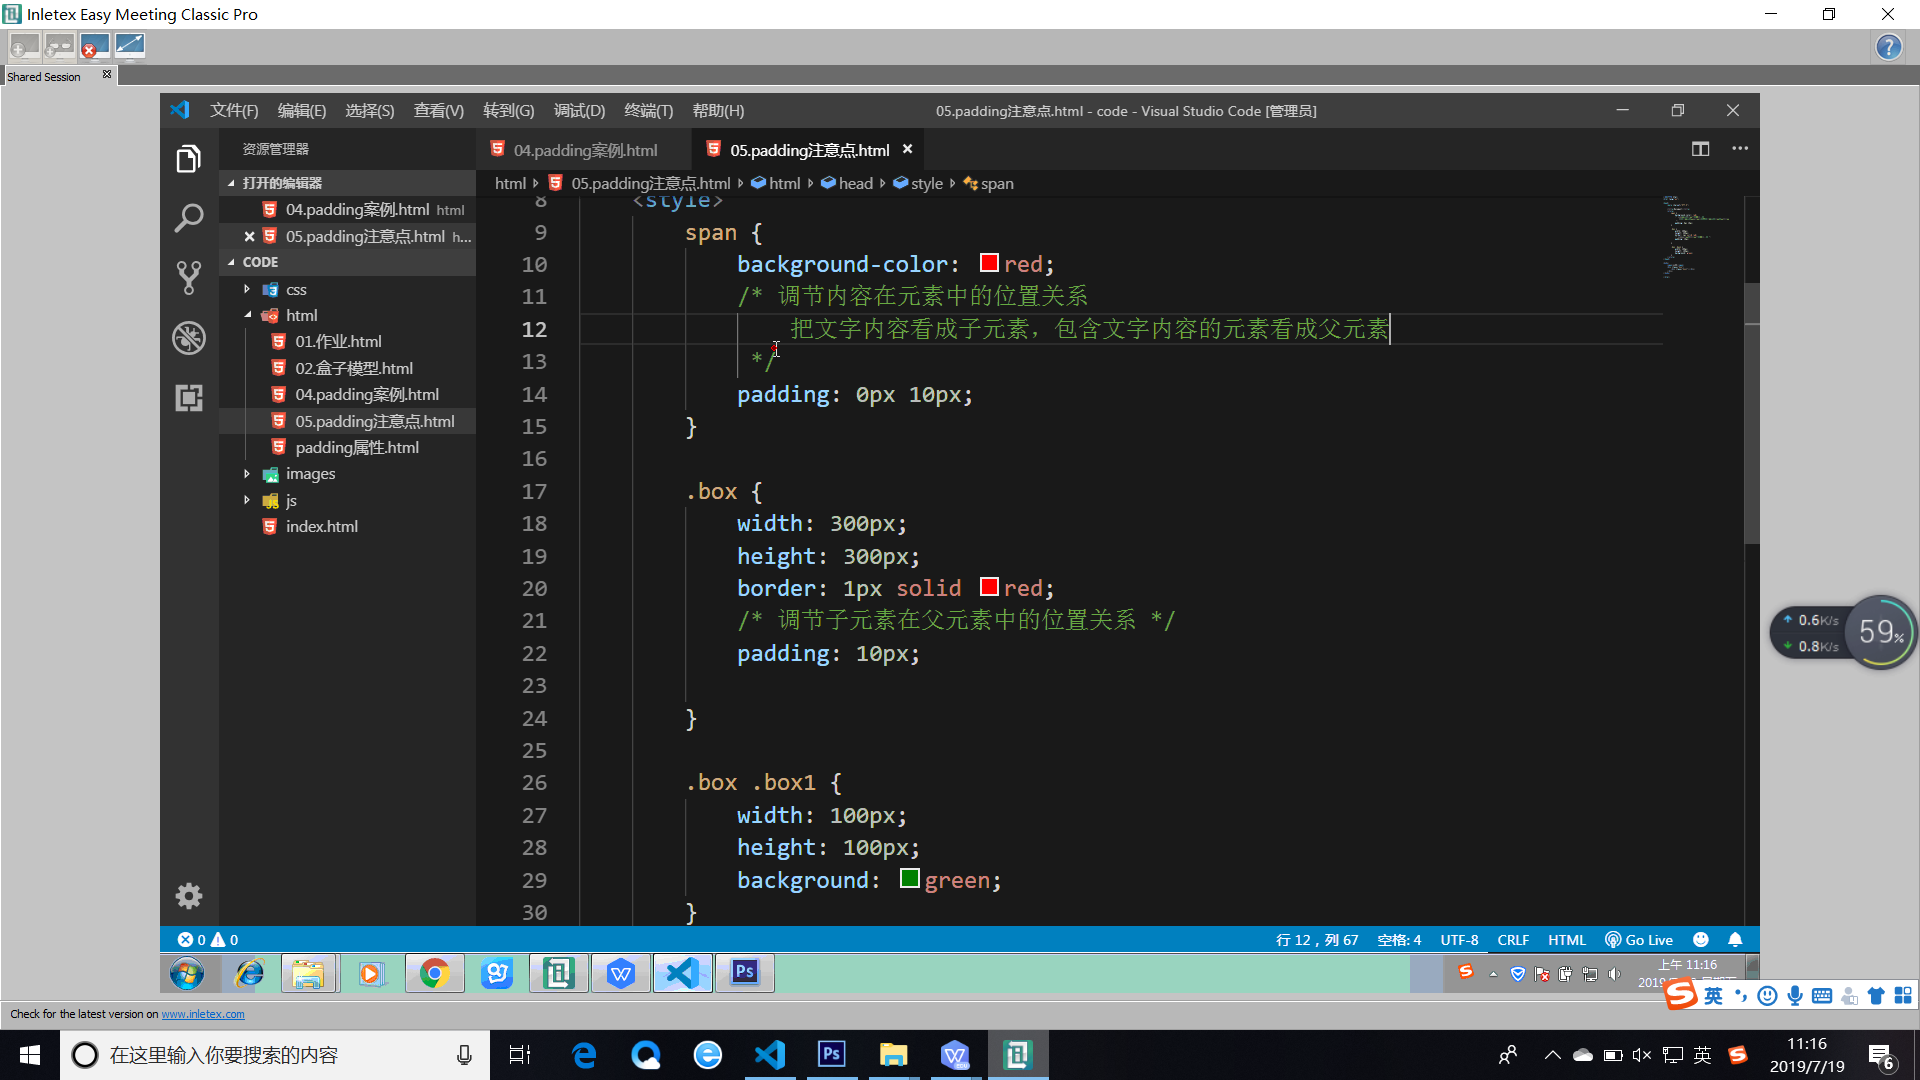 Inletex Easy Meeting Classic Pro
Shared Session
文件(F) 编辑(E) 选择(S) 查看(V) 转到(G) 调试(D) 终端(T) 帮助(H)
05.padding注意点.html - code - Visual Studio Code [管理员]
资源管理器
打开的编辑器
04.padding案例.html html
05.padding注意点.html h...
CODE
css
html
01.作业.html
02.盒子模型.html
04.padding案例.html
05.padding注意点.html
padding属性.html
images
js
index.html
04.padding案例.html
05.padding注意点.html
html 05.padding注意点.html html head style span
8 <style>
9 span {
10 background-color: red;
11 /* 调节内容在元素中的位置关系
12 把文字内容看成子元素，包含文字内容的元素看成父元素
13 */
14 padding: 0px 10px;
15 }
16
17 .box {
18 width: 300px;
19 height: 300px;
20 border: 1px solid red;
21 /* 调节子元素在父元素中的位置关系 */
22 padding: 10px;
23
24 }
25
26 .box .box1 {
27 width: 100px;
28 height: 100px;
29 background: green;
30 }
0.6K/s
0.8K/s
59%
0 0
行 12，列 67 空格: 4 UTF-8 CRLF HTML Go Live
Ps
上午 11:16
英
Check for the latest version on www.inletex.com
在这里输入你要搜索的内容
Ps
英
11:16
2019/7/19
6